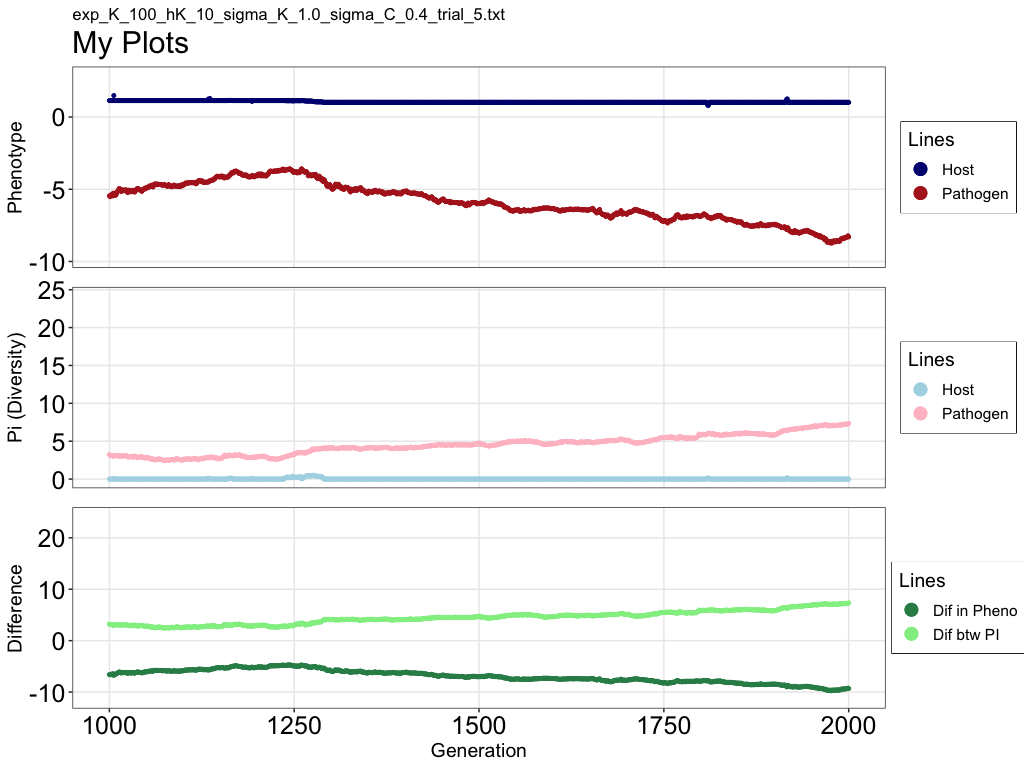 exp_K_100_hK_10_sigma_K_1.0_sigma_C_0.4_trial_5.txt
My Plots
Phenotype
0
-5
-10
Lines
Host
Pathogen
Pi (Diversity)
25
20
15
10
5
0
Lines
Host
Pathogen
Difference
20
10
0
-10
Lines
Dif in Pheno
Dif btw PI
1000 1250 1500 1750 2000
Generation